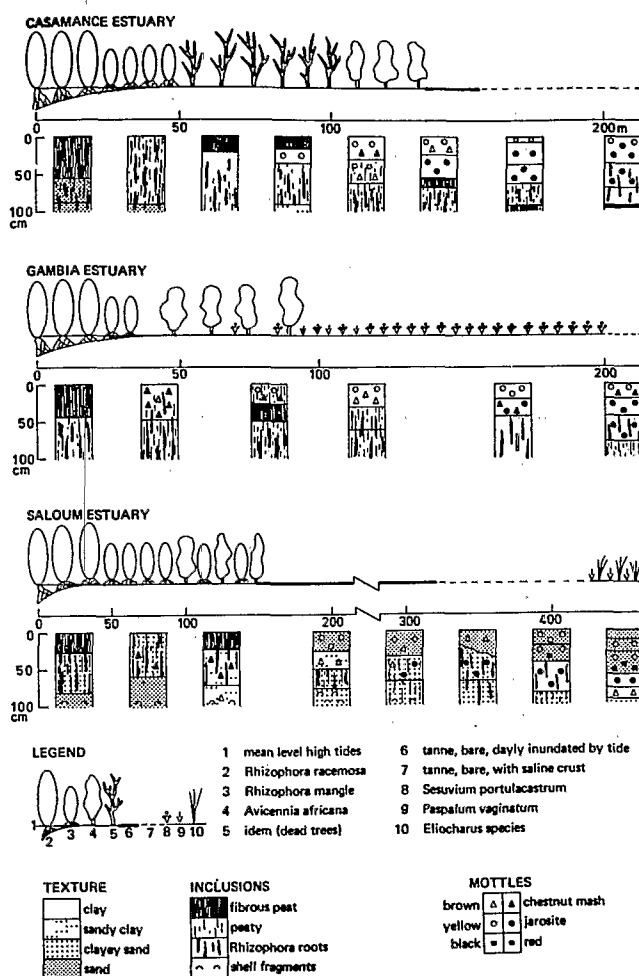 CASAMANCE ESTUARY
0 50 100 200m
0
50
100
cm
GAMBIA ESTUARY
0 50 100 200
0
50
100
cm
SALOUM ESTUARY
0 50 100 200 300 400
0
50
100
cm
LEGEND
1 2 3 4 5 6 7 8 9 10
1 mean level high tides
2 Rhizophora racemosa
3 Rhizophora mangle
4 Avicennia africana
5 idem (dead trees)
6 tanne, bare, dayly inundated by tide
7 tanne, bare, with saline crust
8 Sesuvium portulacastrum
9 Paspalum vaginatum
10 Eliocharus species
TEXTURE
clay
sandy clay
clayey sand
sand
INCLUSIONS
fibrous peat
peaty
Rhizophora roots
shell fragments
MOTTLES
brown chestnut mash
yellow jarosite
black red